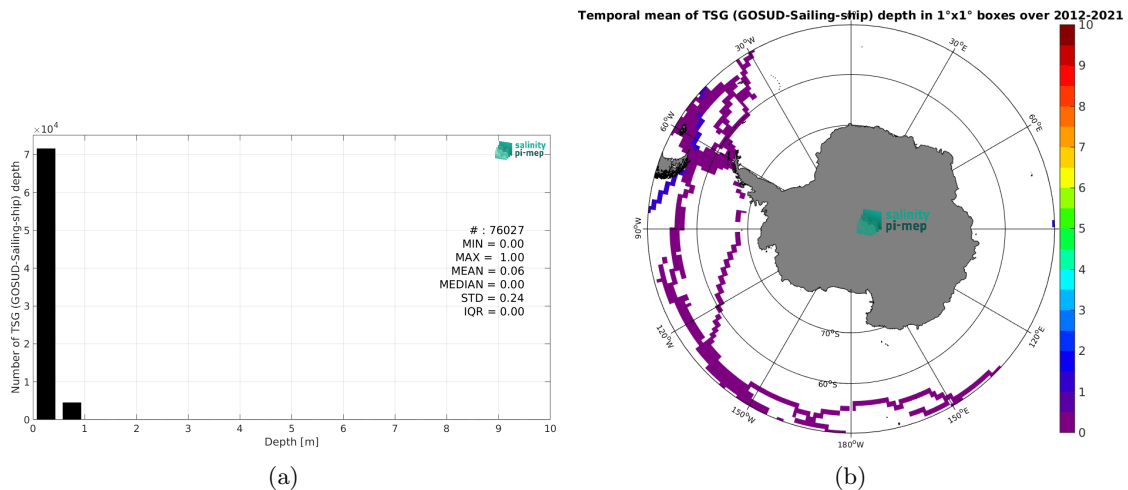 Temporal mean of TSG (GOSUD-Sailing-ship) depth in 1°x1° boxes over 2012-2021
×10⁴
Number of TSG (GOSUD-Sailing-ship) depth
7
6
5
4
3
2
1
0
0 1 2 3 4 5 6 7 8 9 10
Depth [m]
salinity
pi-mep
# : 76027
MIN = 0.00
MAX = 1.00
MEAN = 0.06
MEDIAN = 0.00
STD = 0.24
IQR = 0.00
(a)
30°W
30°E
60°W
60°E
90°W
120°W
120°E
150°W
150°E
180°W
70°S
60°S
salinity
pi-mep
10
9
8
7
6
5
4
3
2
1
0
(b)